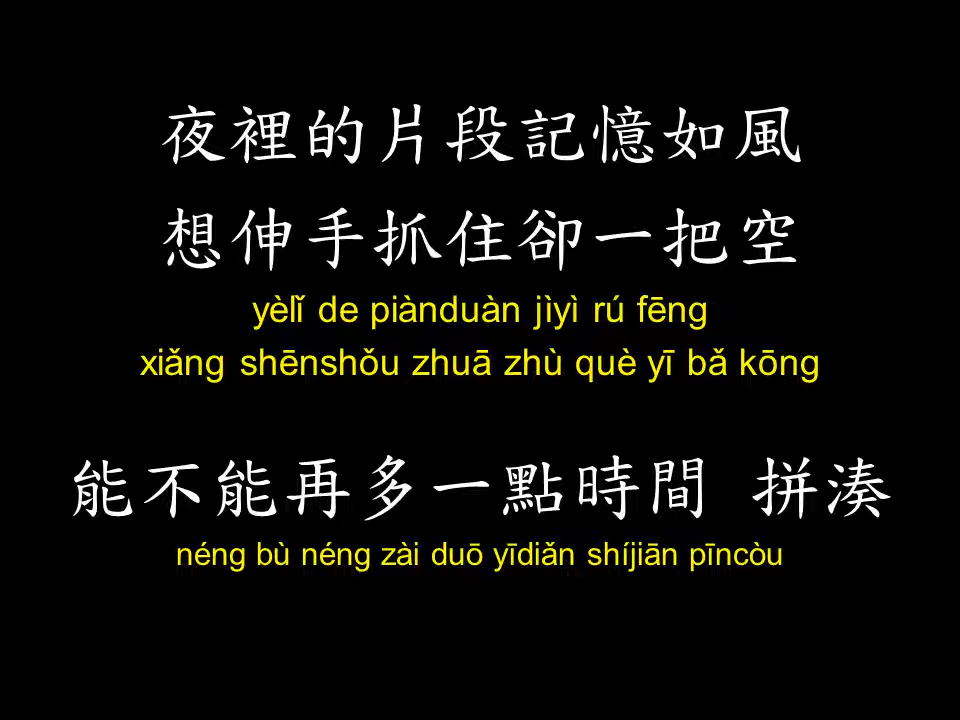 夜裡的片段記憶如風
想伸手抓住卻一把空
yèlǐ de piànduàn jìyì rú fēng
xiǎng shēnshǒu zhuā zhù què yī bǎ kōng
能不能再多一點時間 拼湊
néng bù néng zài duō yīdiǎn shíjiān pīncòu